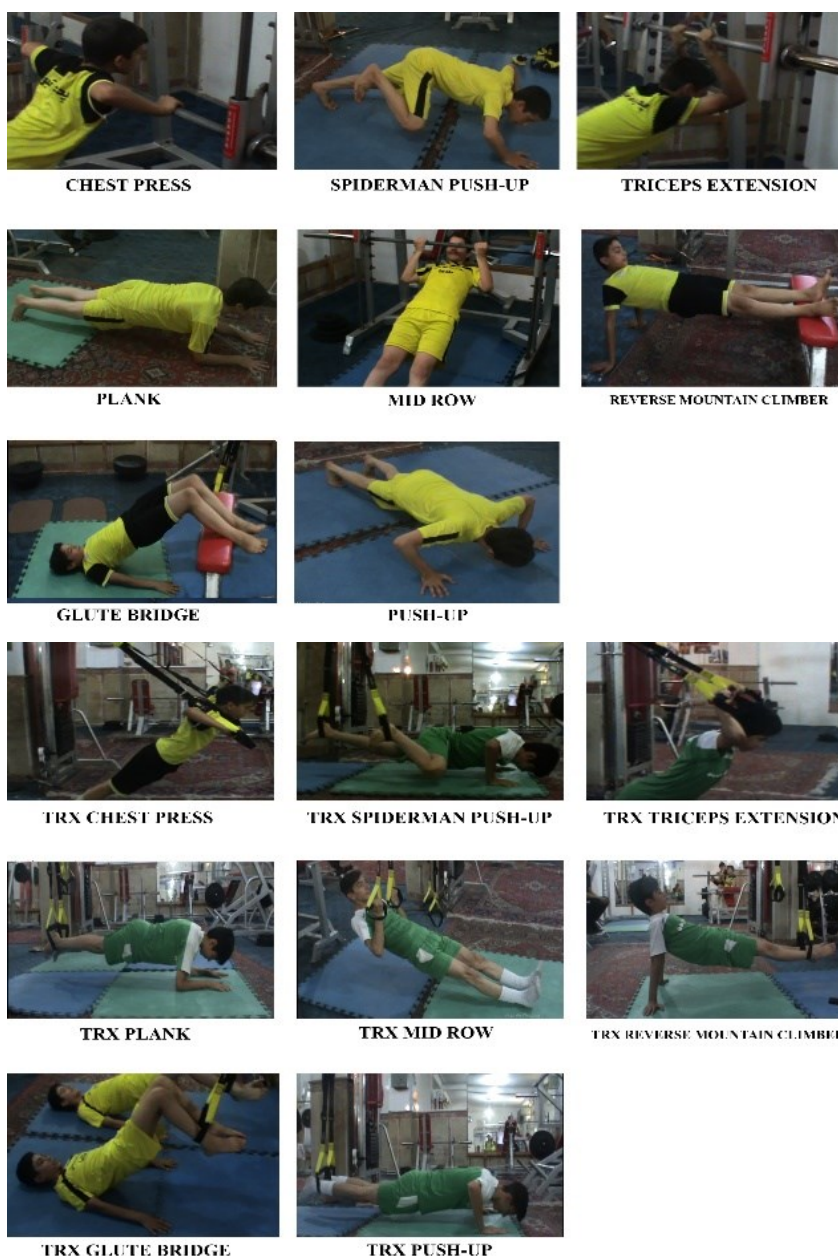 CHEST PRESS
SPIDERMAN PUSH-UP
TRICEPS EXTENSION
PLANK
MID ROW
REVERSE MOUNTAIN CLIMBER
GLUTE BRIDGE
PUSH-UP
TRX CHEST PRESS
TRX SPIDERMAN PUSH-UP
TRX TRICEPS EXTENSION
TRX PLANK
TRX MID ROW
TRX REVERSE MOUNTAIN CLIMBER
TRX GLUTE BRIDGE
TRX PUSH-UP